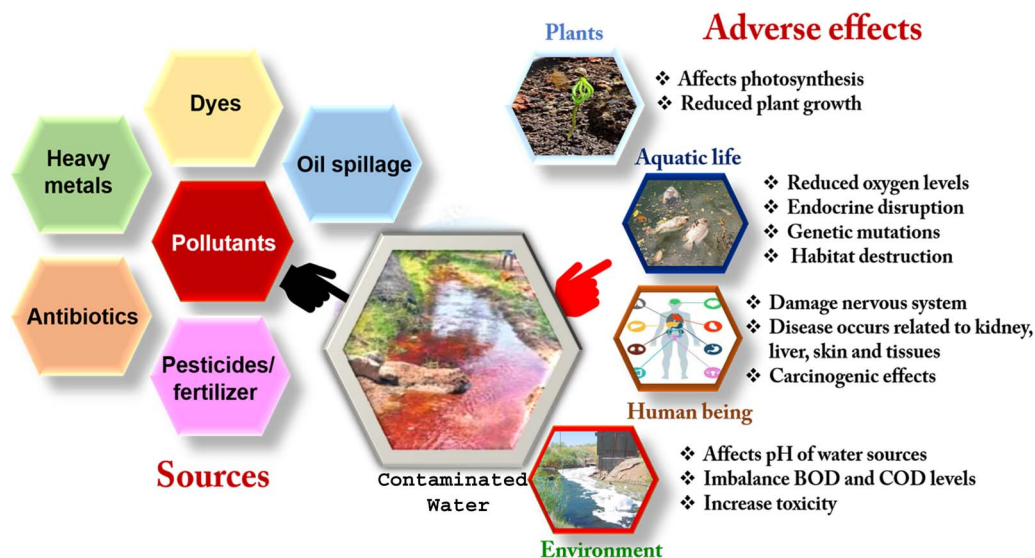 Dyes
Heavy
metals
Oil spillage
Pollutants
Antibiotics
Pesticides/
fertilizer
Sources
Contaminated
Water
Adverse effects
Plants
❖ Affects photosynthesis
❖ Reduced plant growth
Aquatic life
❖ Reduced oxygen levels
❖ Endocrine disruption
❖ Genetic mutations
❖ Habitat destruction
❖ Damage nervous system
❖ Disease occurs related to kidney,
liver, skin and tissues
❖ Carcinogenic effects
Human being
❖ Affects pH of water sources
❖ Imbalance BOD and COD levels
❖ Increase toxicity
Environment